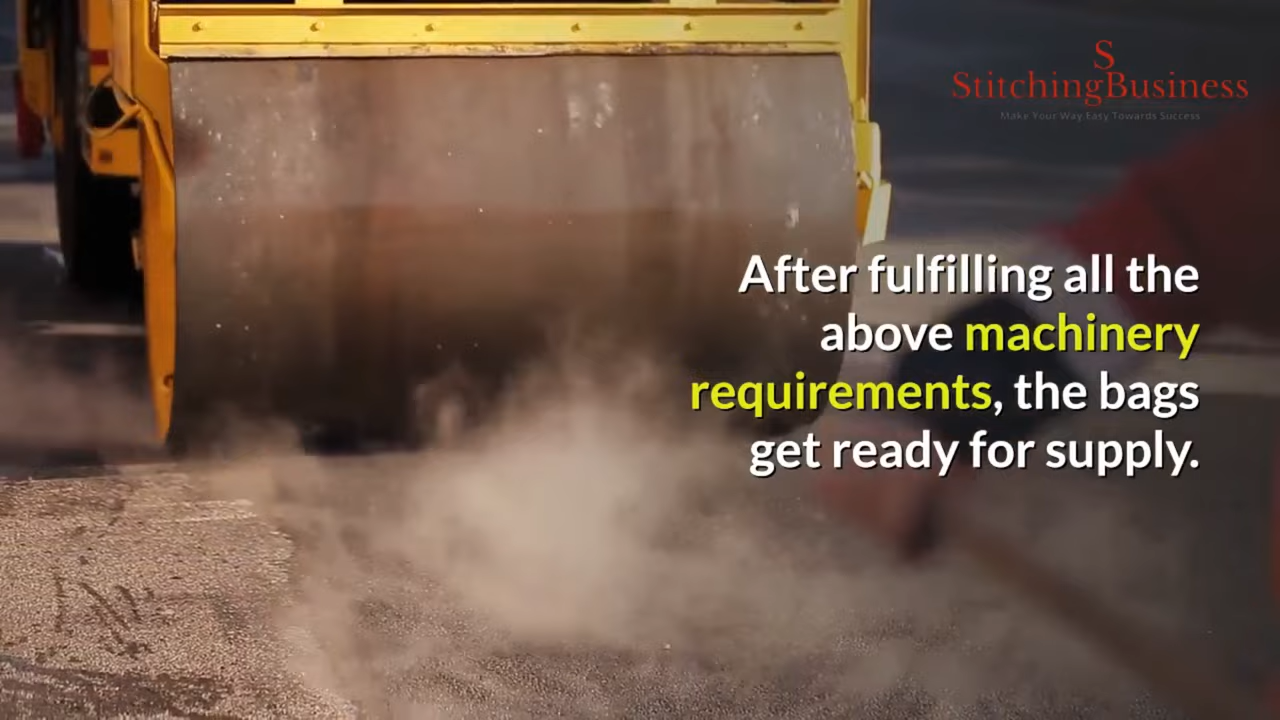 S
StitchingBusiness
Make Your Way Easy Towards Success
After fulfilling all the
above machinery
requirements, the bags
get ready for supply.